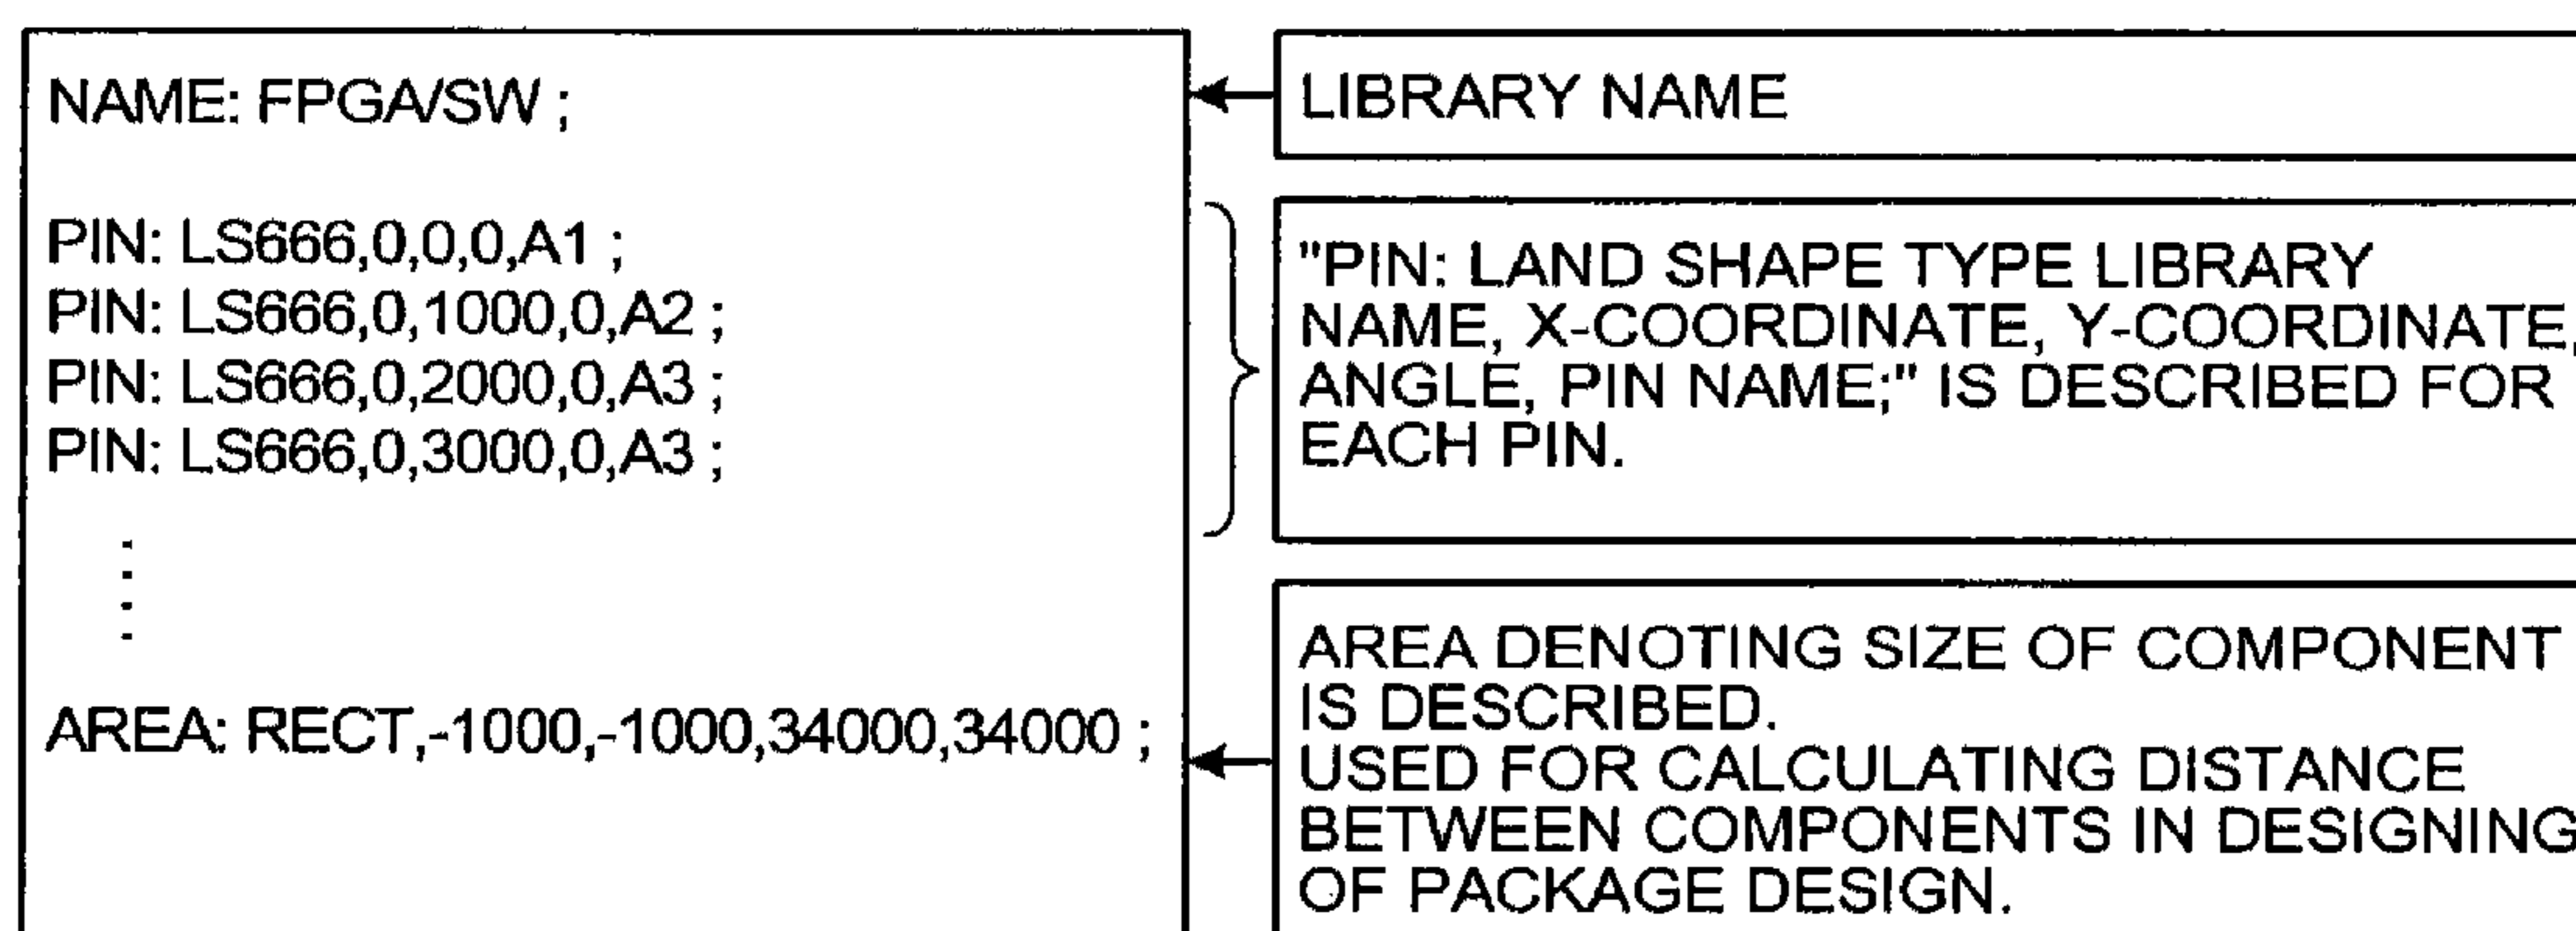 NAME: FPGA/SW ;
LIBRARY NAME
PIN: LS666,0,0,0,A1 ;
PIN: LS666,0,1000,0,A2 ;
PIN: LS666,0,2000,0,A3 ;
PIN: LS666,0,3000,0,A3 ;
"PIN: LAND SHAPE TYPE LIBRARY
NAME, X-COORDINATE, Y-COORDINATE,
ANGLE, PIN NAME;" IS DESCRIBED FOR
EACH PIN.
AREA: RECT,-1000,-1000,34000,34000 ;
AREA DENOTING SIZE OF COMPONENT
IS DESCRIBED.
USED FOR CALCULATING DISTANCE
BETWEEN COMPONENTS IN DESIGNING
OF PACKAGE DESIGN.